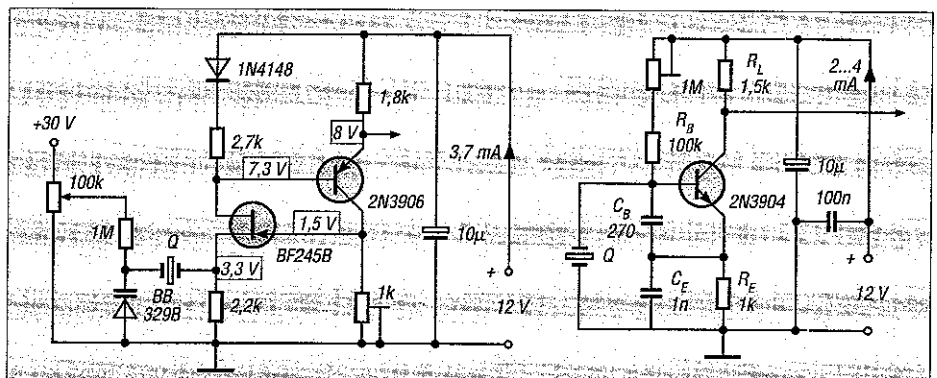 +30 V
100k
1M
Q
BB
329B
1N4148
2,7k
7,3 V
BF245B
3,3 V
2,2k
1,5 V
8 V
1,8k
2N3906
1k
10µ
3,7 mA
+
12 V
1M
R_B
100k
R_L
1,5k
2N3904
C_B
270
Q
C_E
1n
R_E
1k
10µ
100n
2...4
mA
+
12 V